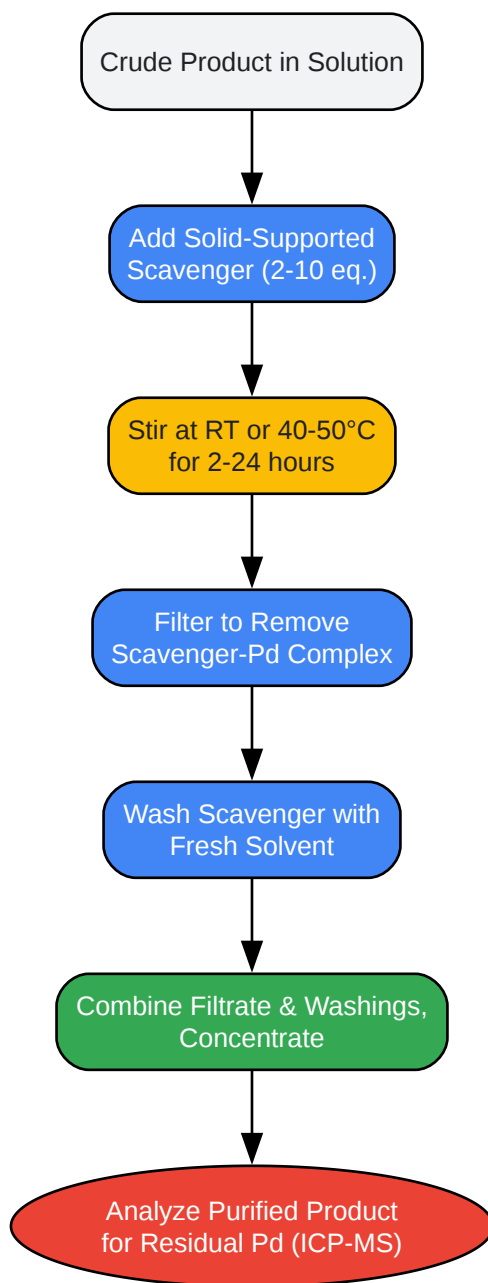 Crude Product in Solution
Add Solid-Supported
Scavenger (2-10 eq.)
Stir at RT or 40-50°C
for 2-24 hours
Filter to Remove
Scavenger-Pd Complex
Wash Scavenger with
Fresh Solvent
Combine Filtrate & Washings,
Concentrate
Analyze Purified Product
for Residual Pd (ICP-MS)